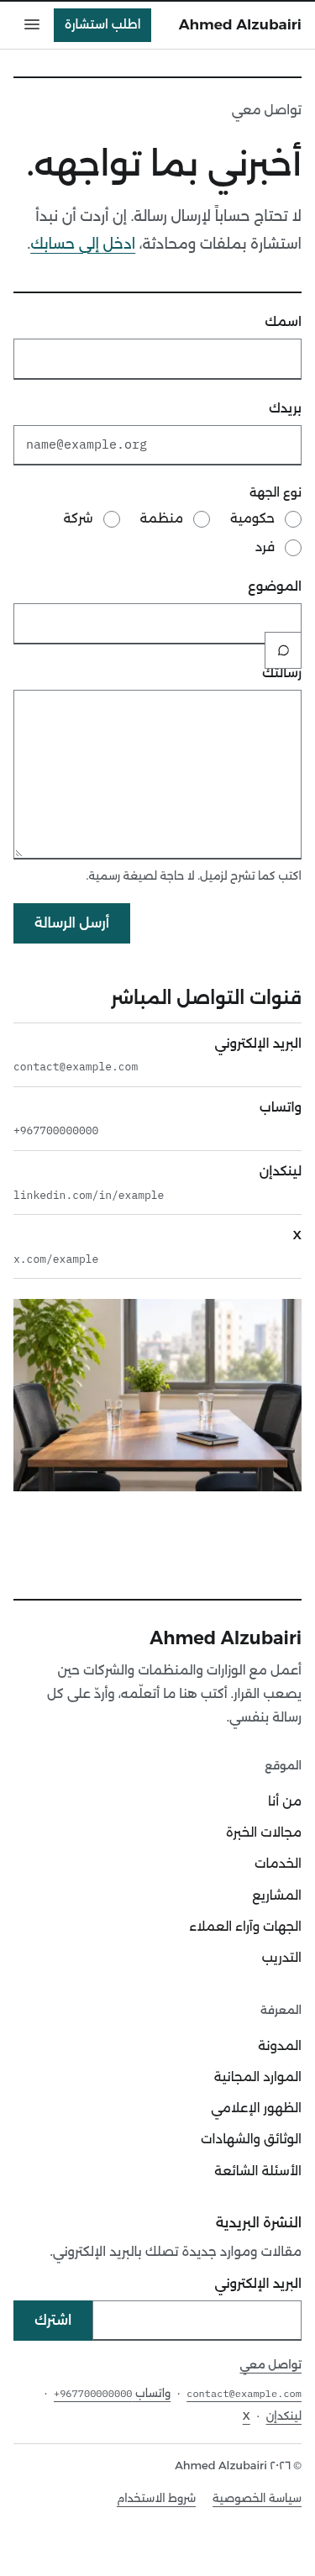 Ahmed Alzubairi
اطلب استشارة
تواصل معي
أخبرني بما تواجهه.
لا تحتاج حساباً لإرسال رسالة. إن أردت أن نبدأ
استشارة بملفات ومحادثة، ادخل إلى حسابك.
اسمك
بريدك
name@example.org
نوع الجهة
حكومية
منظمة
شركة
فرد
الموضوع
رسالتك
اكتب كما تشرح لزميل. لا حاجة لصيغة رسمية.
أرسل الرسالة
قنوات التواصل المباشر
البريد الإلكتروني
contact@example.com
واتساب
+967700000000
لينكدإن
linkedin.com/in/example
X
x.com/example
Ahmed Alzubairi
أعمل مع الوزارات والمنظمات والشركات حين
يصعب القرار. أكتب هنا ما أتعلّمه، وأردّ على كل
رسالة بنفسي.
الموقع
من أنا
مجالات الخبرة
الخدمات
المشاريع
الجهات وآراء العملاء
التدريب
المعرفة
المدونة
الموارد المجانية
الظهور الإعلامي
الوثائق والشهادات
الأسئلة الشائعة
النشرة البريدية
مقالات وموارد جديدة تصلك بالبريد الإلكتروني.
البريد الإلكتروني
اشترك
تواصل معي
contact@example.com · واتساب +967700000000 ·
لينكدإن · X
© ٢٠٢٦ Ahmed Alzubairi
سياسة الخصوصية شروط الاستخدام